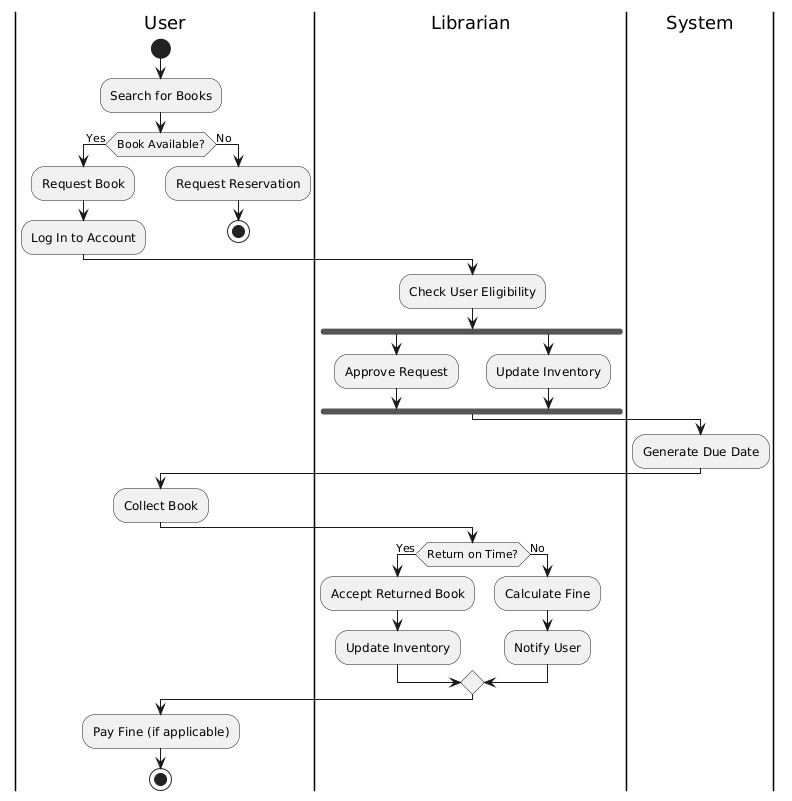 User
Librarian
System
Search for Books
Yes
Book Available?
No
Request Book
Request Reservation
Log In to Account
Check User Eligibility
Approve Request
Update Inventory
Generate Due Date
Collect Book
Yes
Return on Time?
No
Accept Returned Book
Calculate Fine
Update Inventory
Notify User
Pay Fine (if applicable)